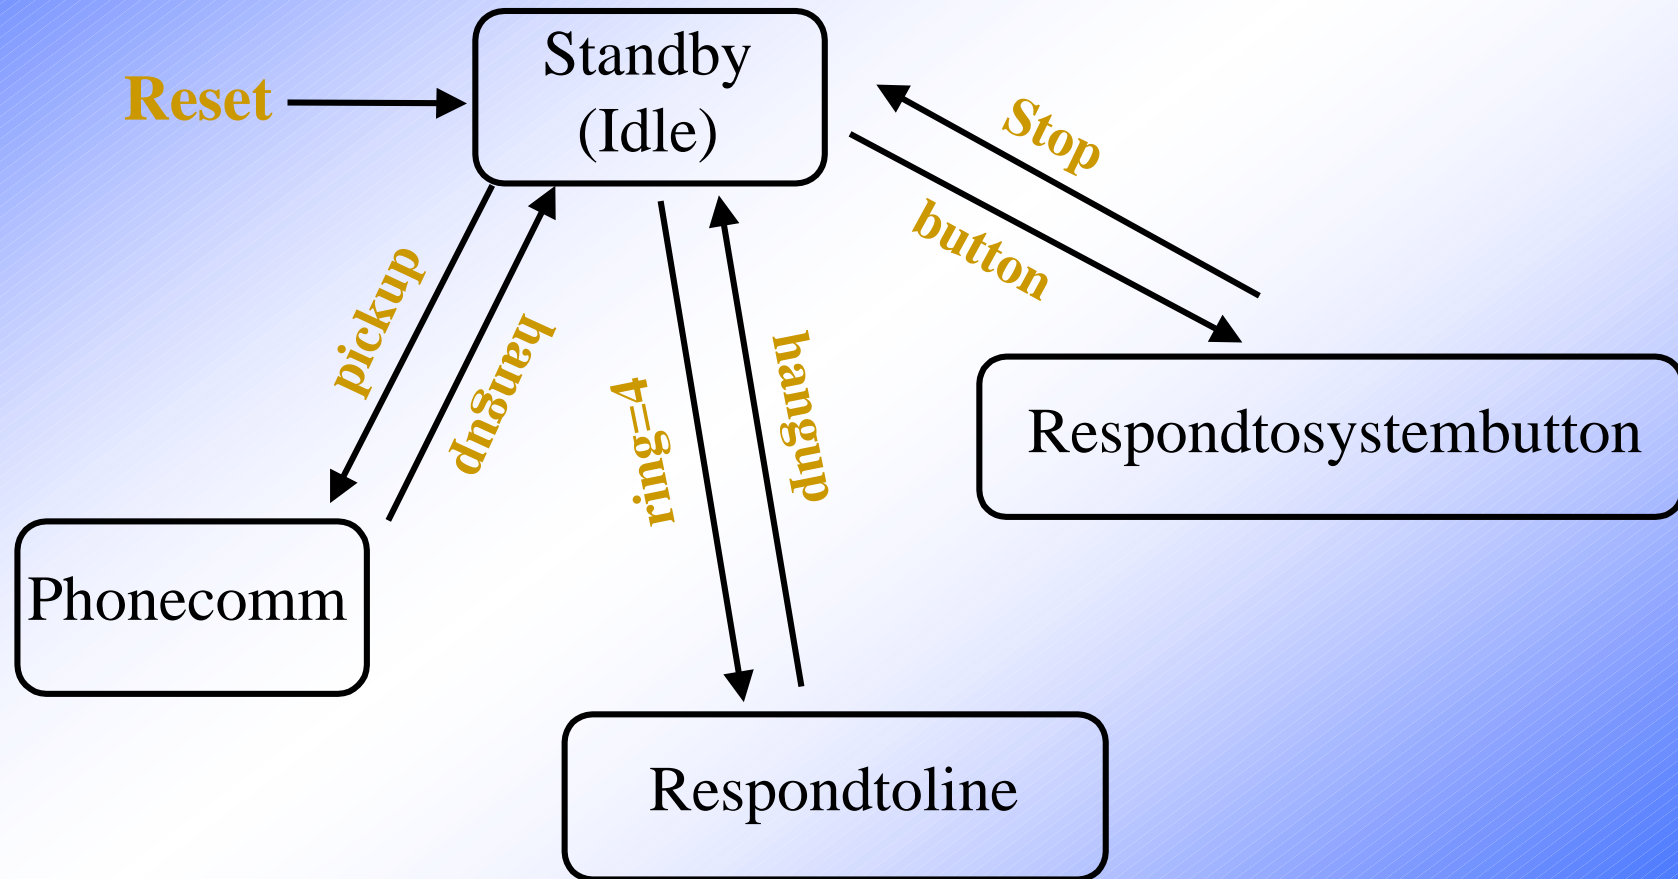 Standby
(Idle)
Reset
Stop
button
pickup
hangup
ring=4
hangup
Respondtosystembutton
Phonecomm
Respondtoline